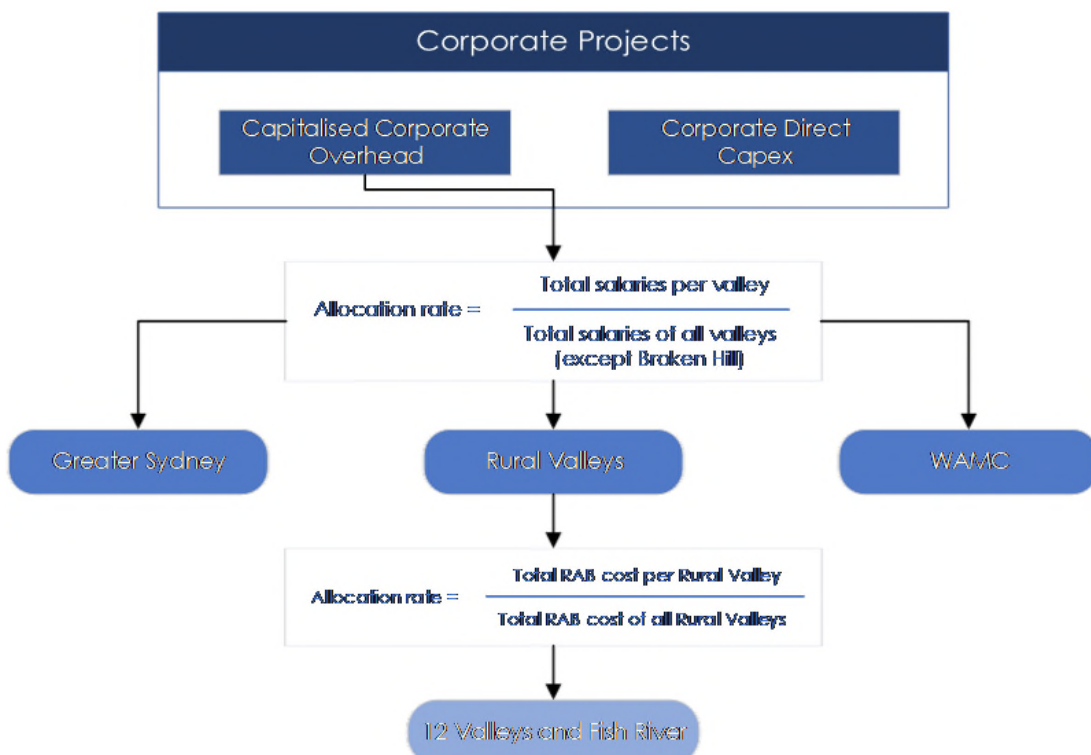 Corporate Projects
Capitalised Corporate
Overhead
Corporate Direct
Capex
Allocation rate =
Total salaries per valley
Total salaries of all valleys
(except Broken Hill)
Greater Sydney
Rural Valleys
WAMC
Allocation rate =
Total RAB cost per Rural Valley
Total RAB cost of all Rural Valleys
12 Valleys and Fish River